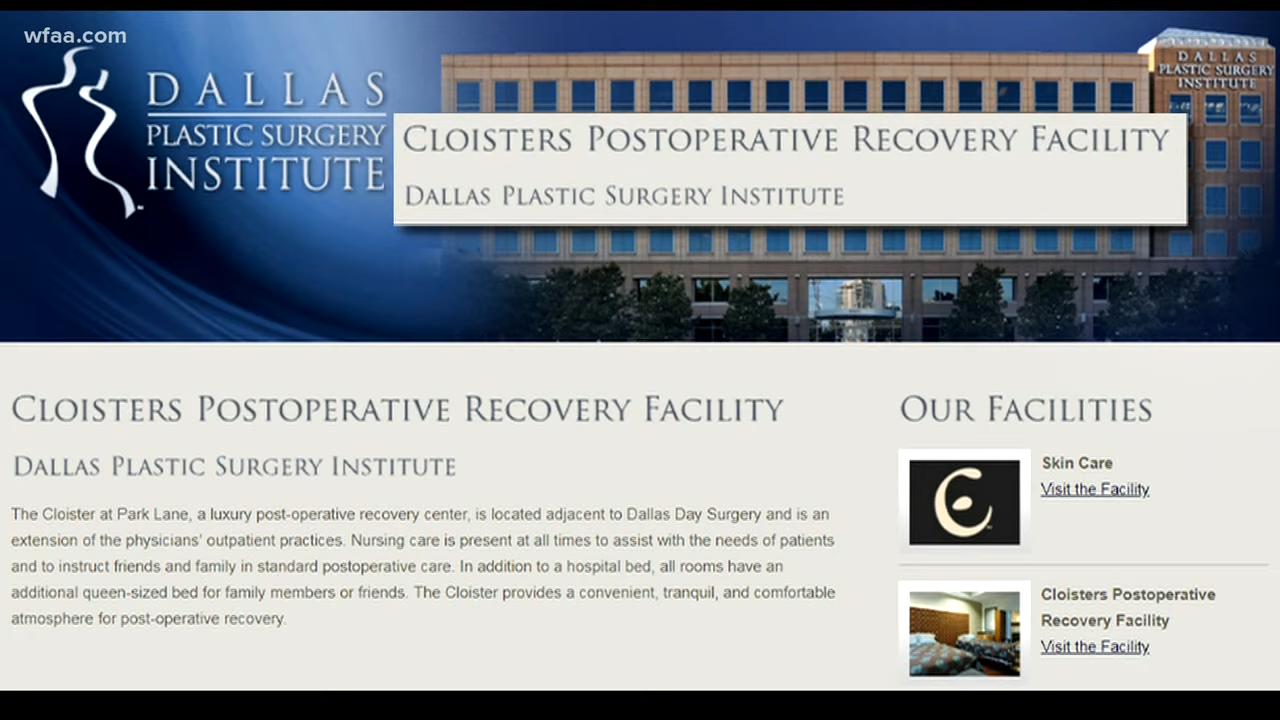 wfaa.com
DALLAS
PLASTIC SURGERY
INSTITUTE
DALLAS
PLASTIC SURGERY
INSTITUTE
CLOISTERS POSTOPERATIVE RECOVERY FACILITY
DALLAS PLASTIC SURGERY INSTITUTE
CLOISTERS POSTOPERATIVE RECOVERY FACILITY
DALLAS PLASTIC SURGERY INSTITUTE
The Cloister at Park Lane, a luxury post-operative recovery center, is located adjacent to Dallas Day Surgery and is an
extension of the physicians' outpatient practices. Nursing care is present at all times to assist with the needs of patients
and to instruct friends and family in standard postoperative care. In addition to a hospital bed, all rooms have an
additional queen-sized bed for family members or friends. The Cloister provides a convenient, tranquil, and comfortable
atmosphere for post-operative recovery.
OUR FACILITIES
Skin Care
Visit the Facility
Cloisters Postoperative
Recovery Facility
Visit the Facility